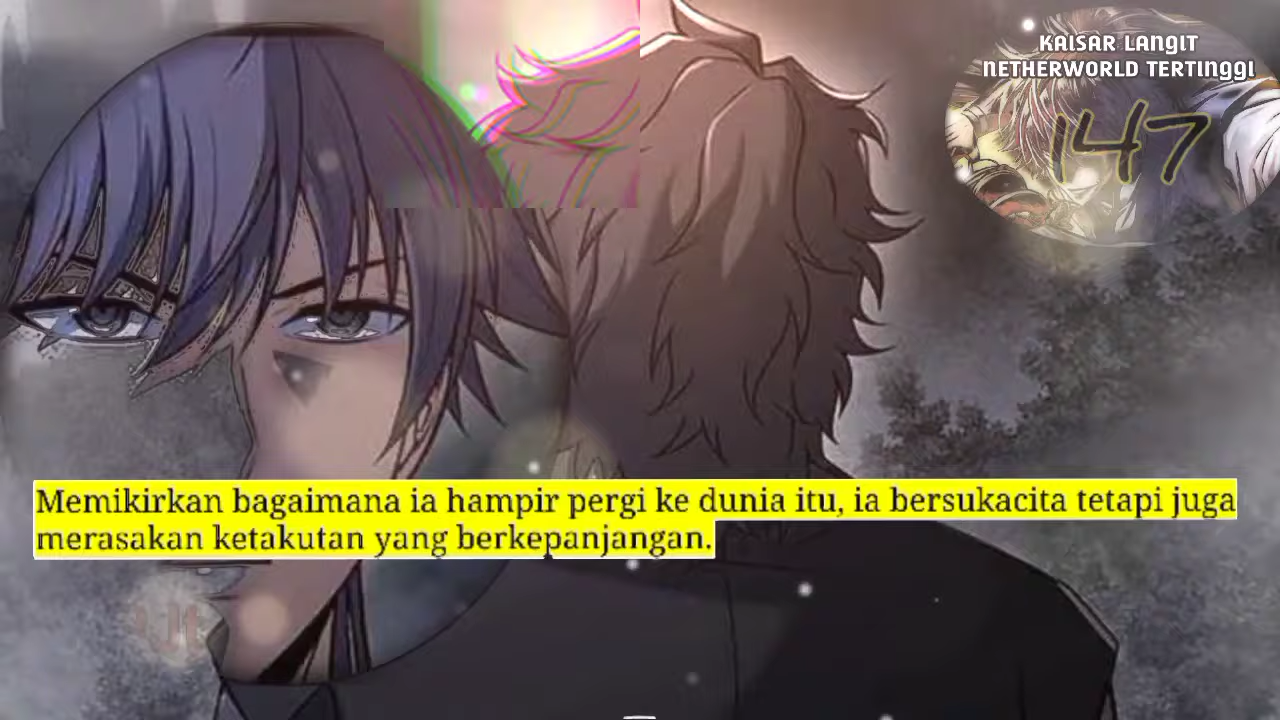 KAISAR LANGIT
NETHERWORLD TERTINGGI
147
Memikirkan bagaimana ia hampir pergi ke dunia itu, ia bersukacita tetapi juga
merasakan ketakutan yang berkepanjangan.